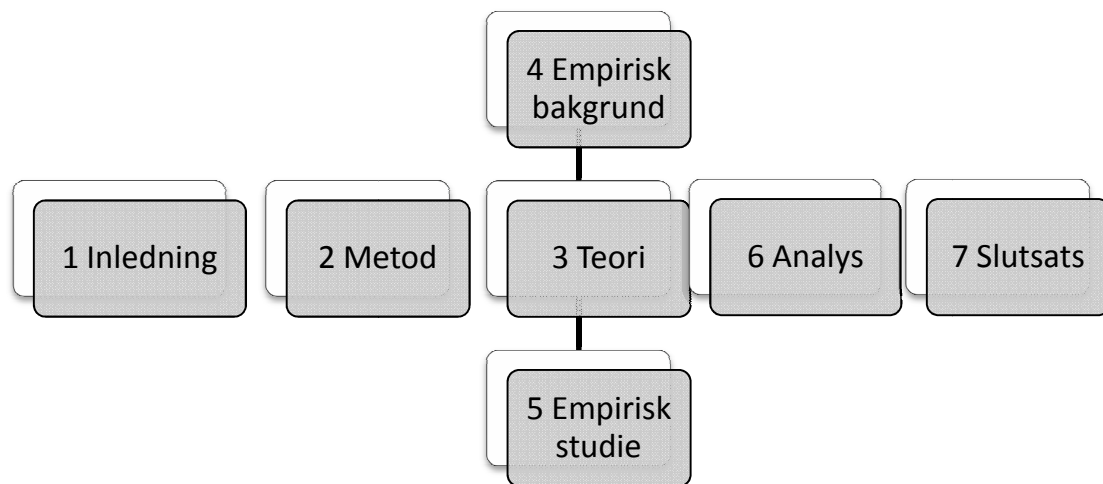 4 Empirisk
bakgrund
1 Inledning
2 Metod
3 Teori
6 Analys
7 Slutsats
5 Empirisk
studie